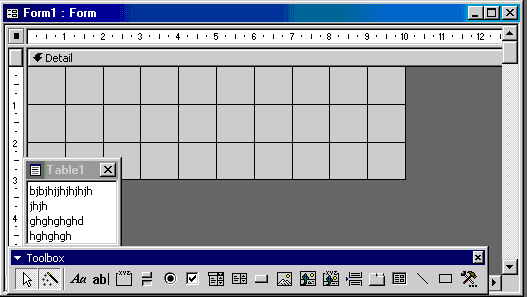 Form1 : Form
1 2 3 4 5 6 7 8 9 10 11 12
Detail
1
2
3
4
Table1
bjbjhjjhjhjhjh
jhjh
ghghghghd
hghghgh
Toolbox
Aa ab| XYZ